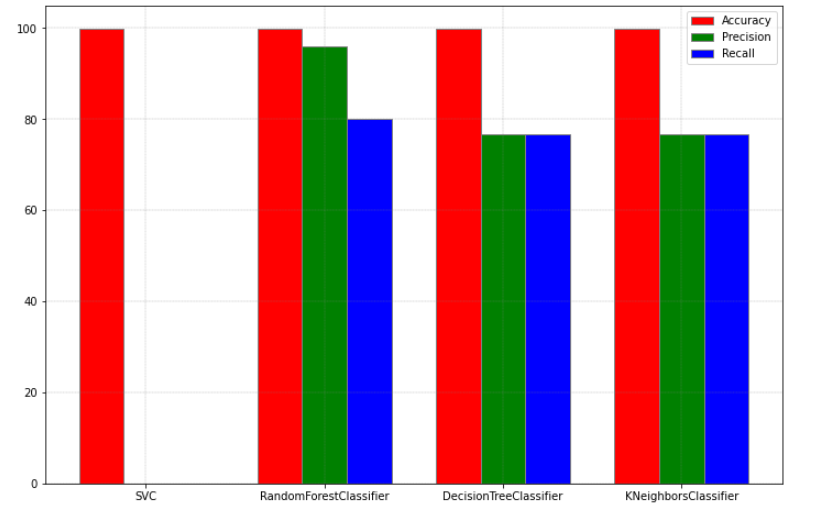 100
80
60
40
20
0
Accuracy
Precision
Recall
SVC
RandomForestClassifier
DecisionTreeClassifier
KNeighborsClassifier